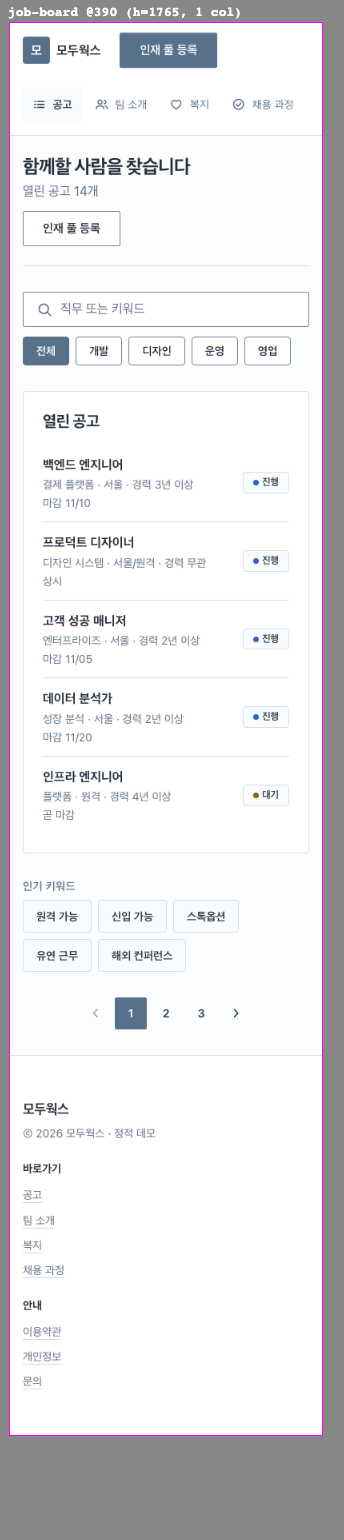 job-board @390 (h=1765, 1 col)
모 모두웍스 인재 풀 등록
공고 팀 소개 복지 채용 과정
함께할 사람을 찾습니다
열린 공고 14개
인재 풀 등록
직무 또는 키워드
전체 개발 디자인 운영 영업
열린 공고
백엔드 엔지니어
결제 플랫폼 · 서울 · 경력 3년 이상
마감 11/10
진행
프로덕트 디자이너
디자인 시스템 · 서울/원격 · 경력 무관
상시
진행
고객 성공 매니저
엔터프라이즈 · 서울 · 경력 2년 이상
마감 11/05
진행
데이터 분석가
성장 분석 · 서울 · 경력 2년 이상
마감 11/20
진행
인프라 엔지니어
플랫폼 · 원격 · 경력 4년 이상
곧 마감
대기
인기 키워드
원격 가능 신입 가능 스톡옵션
유연 근무 해외 컨퍼런스
1 2 3
모두웍스
© 2026 모두웍스 · 정적 데모
바로가기
공고
팀 소개
복지
채용 과정
안내
이용약관
개인정보
문의